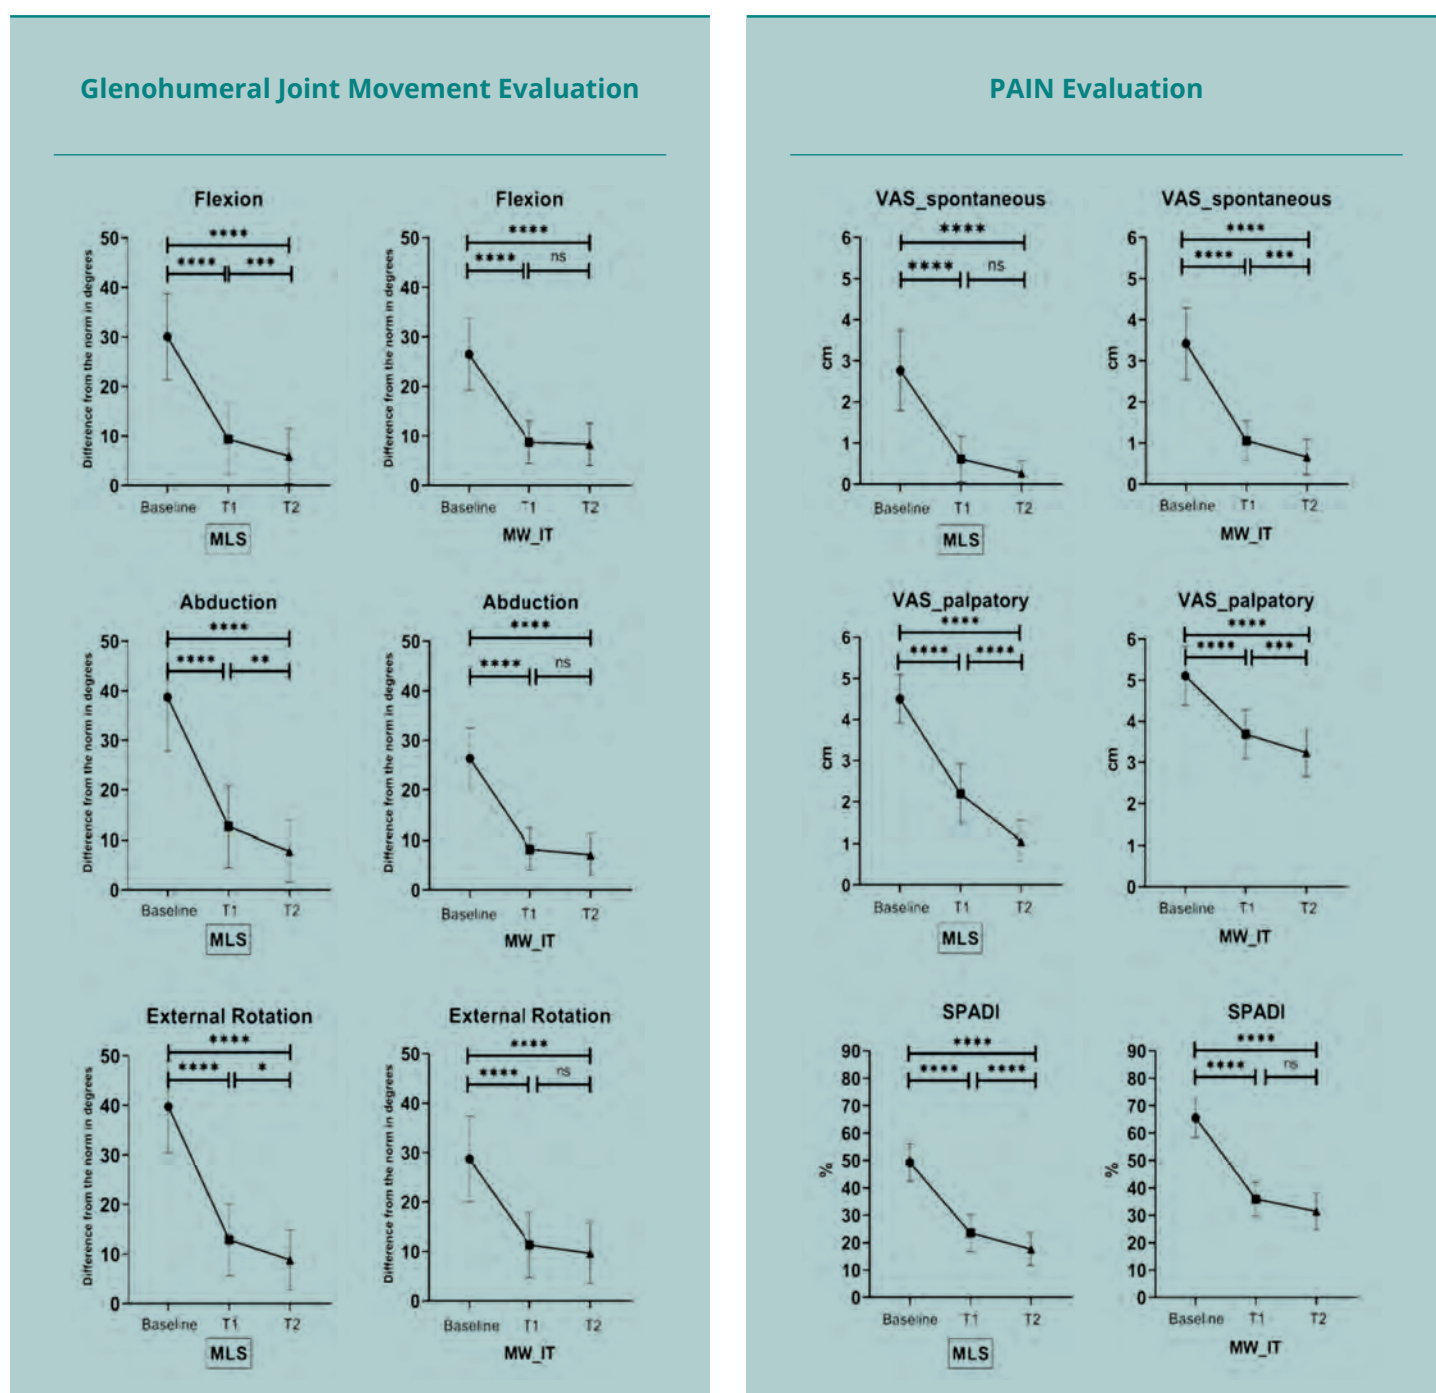 Glenohumeral Joint Movement Evaluation
Flexion
****
**** ***
Difference from the norm in degrees
50
40
30
20
10
0
Baseline T1 T2
MLS
Flexion
****
**** ns
Difference from the norm in degrees
50
40
30
20
10
0
Baseline T1 T2
MW_IT
Abduction
****
**** **
Difference from the norm in degrees
50
40
30
20
10
0
Baseline T1 T2
MLS
Abduction
****
**** ns
Difference from the norm in degrees
50
40
30
20
10
0
Baseline T1 T2
MW_IT
External Rotation
****
**** *
Difference from the norm in degrees
50
40
30
20
10
0
Baseline T1 T2
MLS
External Rotation
****
**** ns
Difference from the norm in degrees
50
40
30
20
10
0
Baseline T1 T2
MW_IT
PAIN Evaluation
VAS_spontaneous
****
**** ns
cm
6
5
4
3
2
1
0
Baseline T1 T2
MLS
VAS_spontaneous
****
**** ***
cm
6
5
4
3
2
1
0
Baseline T1 T2
MW_IT
VAS_palpatory
****
**** ****
cm
6
5
4
3
2
1
0
Baseline T1 T2
MLS
VAS_palpatory
****
**** ***
cm
6
5
4
3
2
1
0
Baseline T1 T2
MW_IT
SPADI
****
**** ****
%
90
80
70
60
50
40
30
20
10
0
Baseline T1 T2
MLS
SPADI
****
**** ns
%
90
80
70
60
50
40
30
20
10
0
Baseline T1 T2
MW_IT